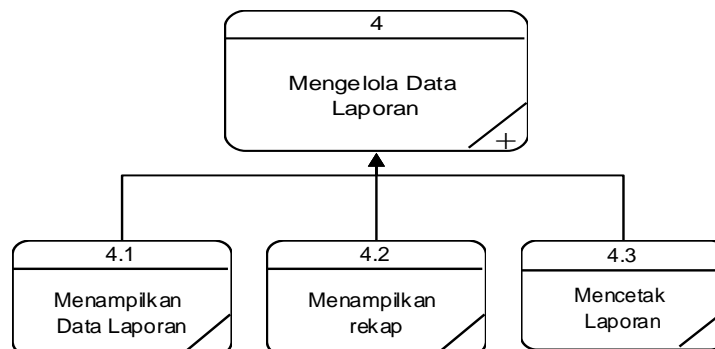 4
Mengelola Data
Laporan
4.1
Menampilkan
Data Laporan
4.2
Menampilkan
rekap
4.3
Mencetak
Laporan